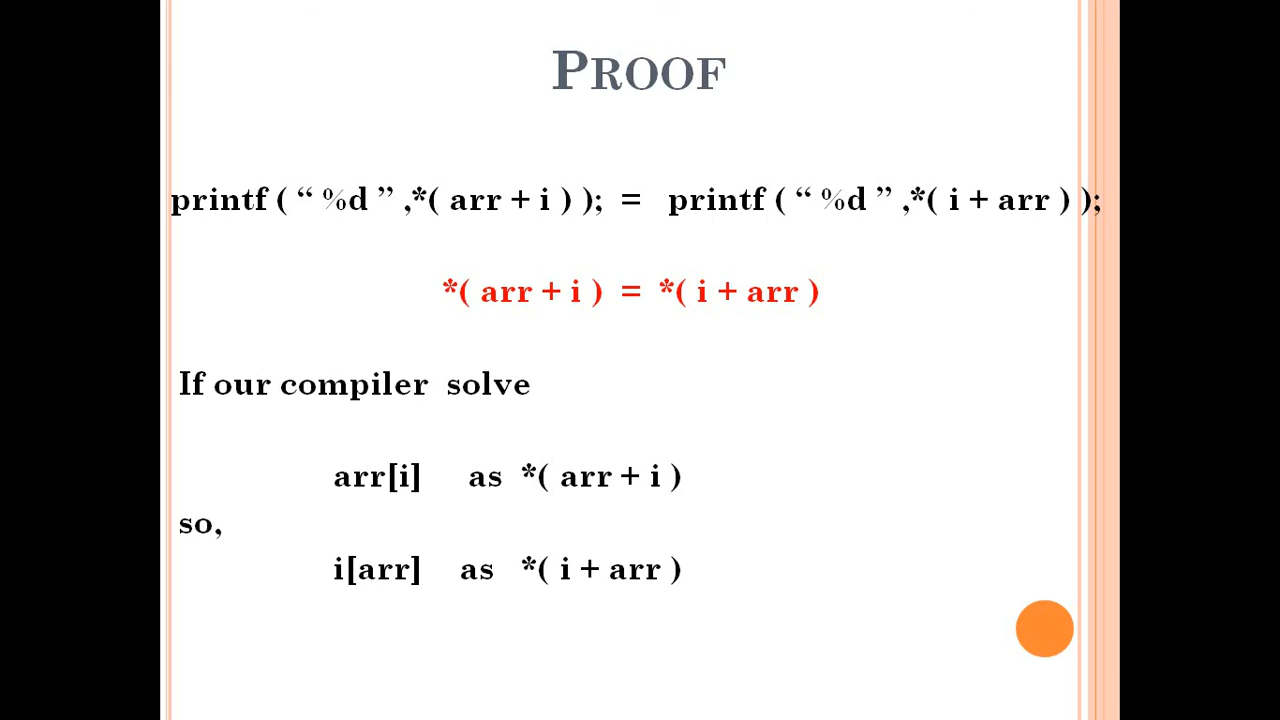 PROOF
printf ( “ %d ” ,*( arr + i ) ); = printf ( “ %d ” ,*( i + arr ) );
*( arr + i ) = *( i + arr )
If our compiler solve
arr[i] as *( arr + i )
so,
i[arr] as *( i + arr )